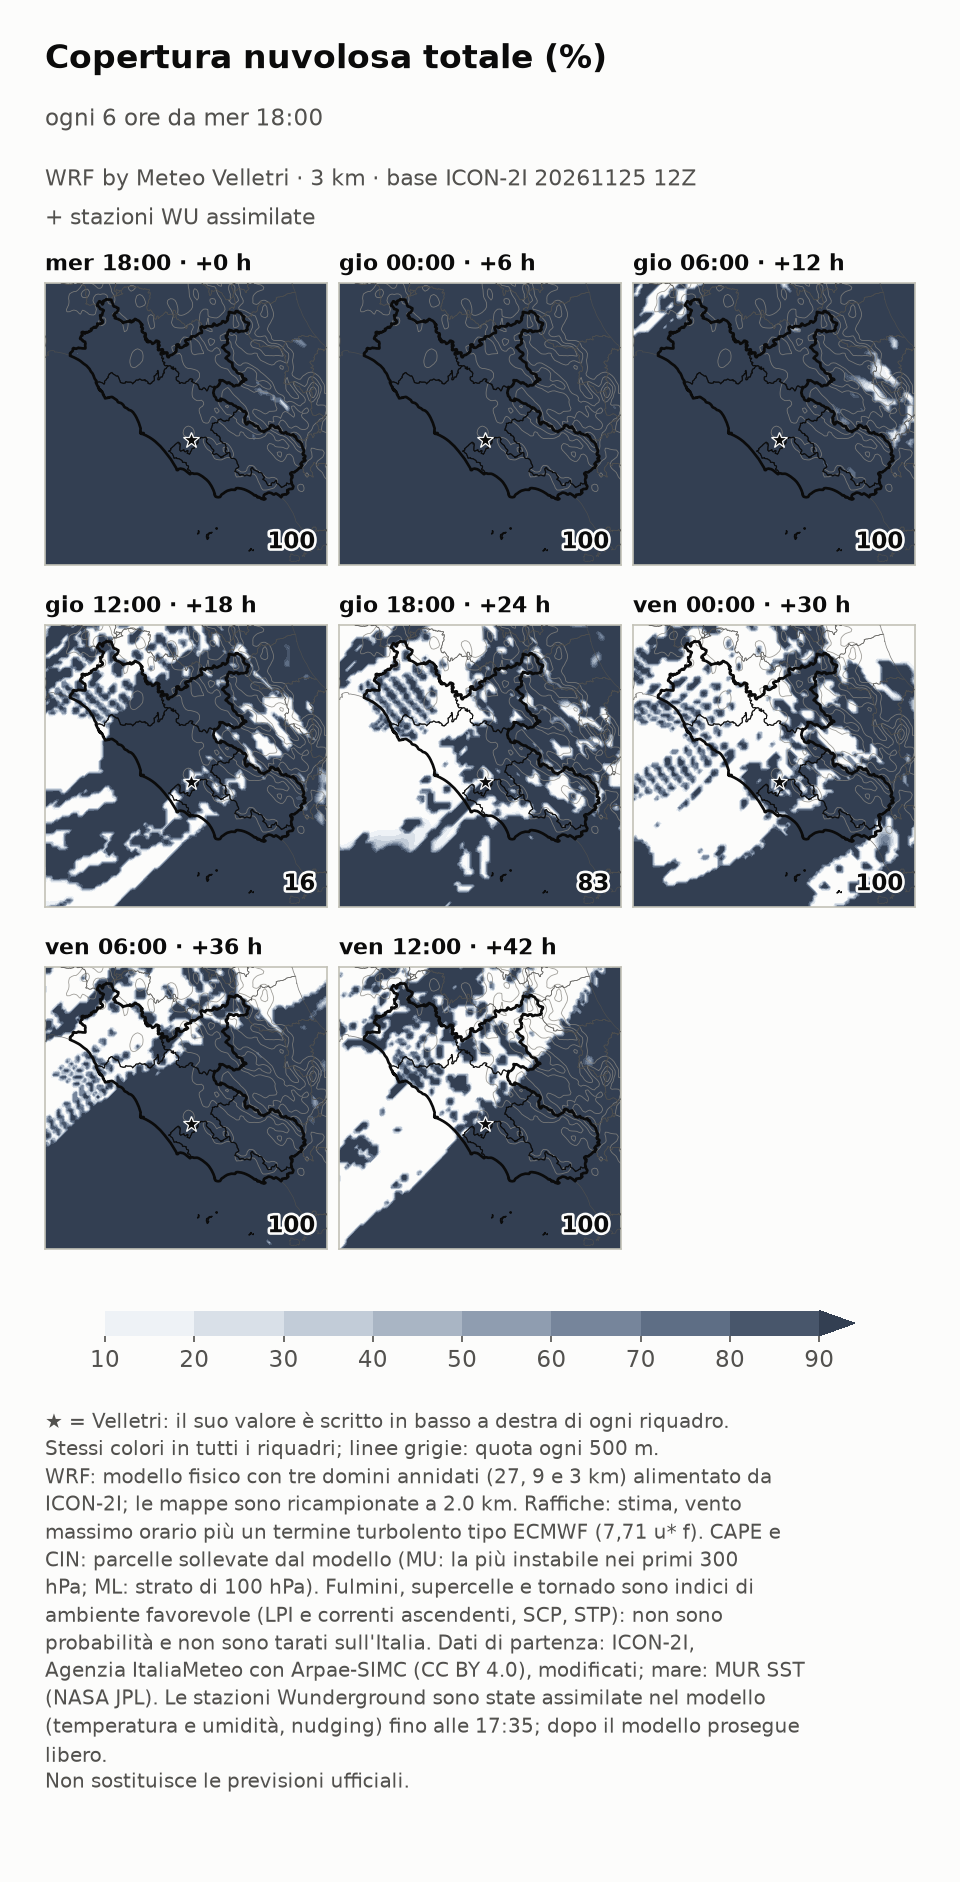 Copertura nuvolosa totale (%)
ogni 6 ore da mer 18:00
WRF by Meteo Velletri · 3 km · base ICON-2I 20261125 12Z
+ stazioni WU assimilate
mer 18:00 · +0 h
gio 00:00 · +6 h
gio 06:00 · +12 h
100
100
100
gio 12:00 · +18 h
gio 18:00 · +24 h
ven 00:00 · +30 h
16
83
100
ven 06:00 · +36 h
ven 12:00 · +42 h
100
100
10 20 30 40 50 60 70 80 90
★ = Velletri: il suo valore è scritto in basso a destra di ogni riquadro.
Stessi colori in tutti i riquadri; linee grigie: quota ogni 500 m.
WRF: modello fisico con tre domini annidati (27, 9 e 3 km) alimentato da
ICON-2I; le mappe sono ricampionate a 2.0 km. Raffiche: stima, vento
massimo orario più un termine turbolento tipo ECMWF (7,71 u* f). CAPE e
CIN: parcelle sollevate dal modello (MU: la più instabile nei primi 300
hPa; ML: strato di 100 hPa). Fulmini, supercelle e tornado sono indici di
ambiente favorevole (LPI e correnti ascendenti, SCP, STP): non sono
probabilità e non sono tarati sull'Italia. Dati di partenza: ICON-2I,
Agenzia ItaliaMeteo con Arpae-SIMC (CC BY 4.0), modificati; mare: MUR SST
(NASA JPL). Le stazioni Wunderground sono state assimilate nel modello
(temperatura e umidità, nudging) fino alle 17:35; dopo il modello prosegue
libero.
Non sostituisce le previsioni ufficiali.